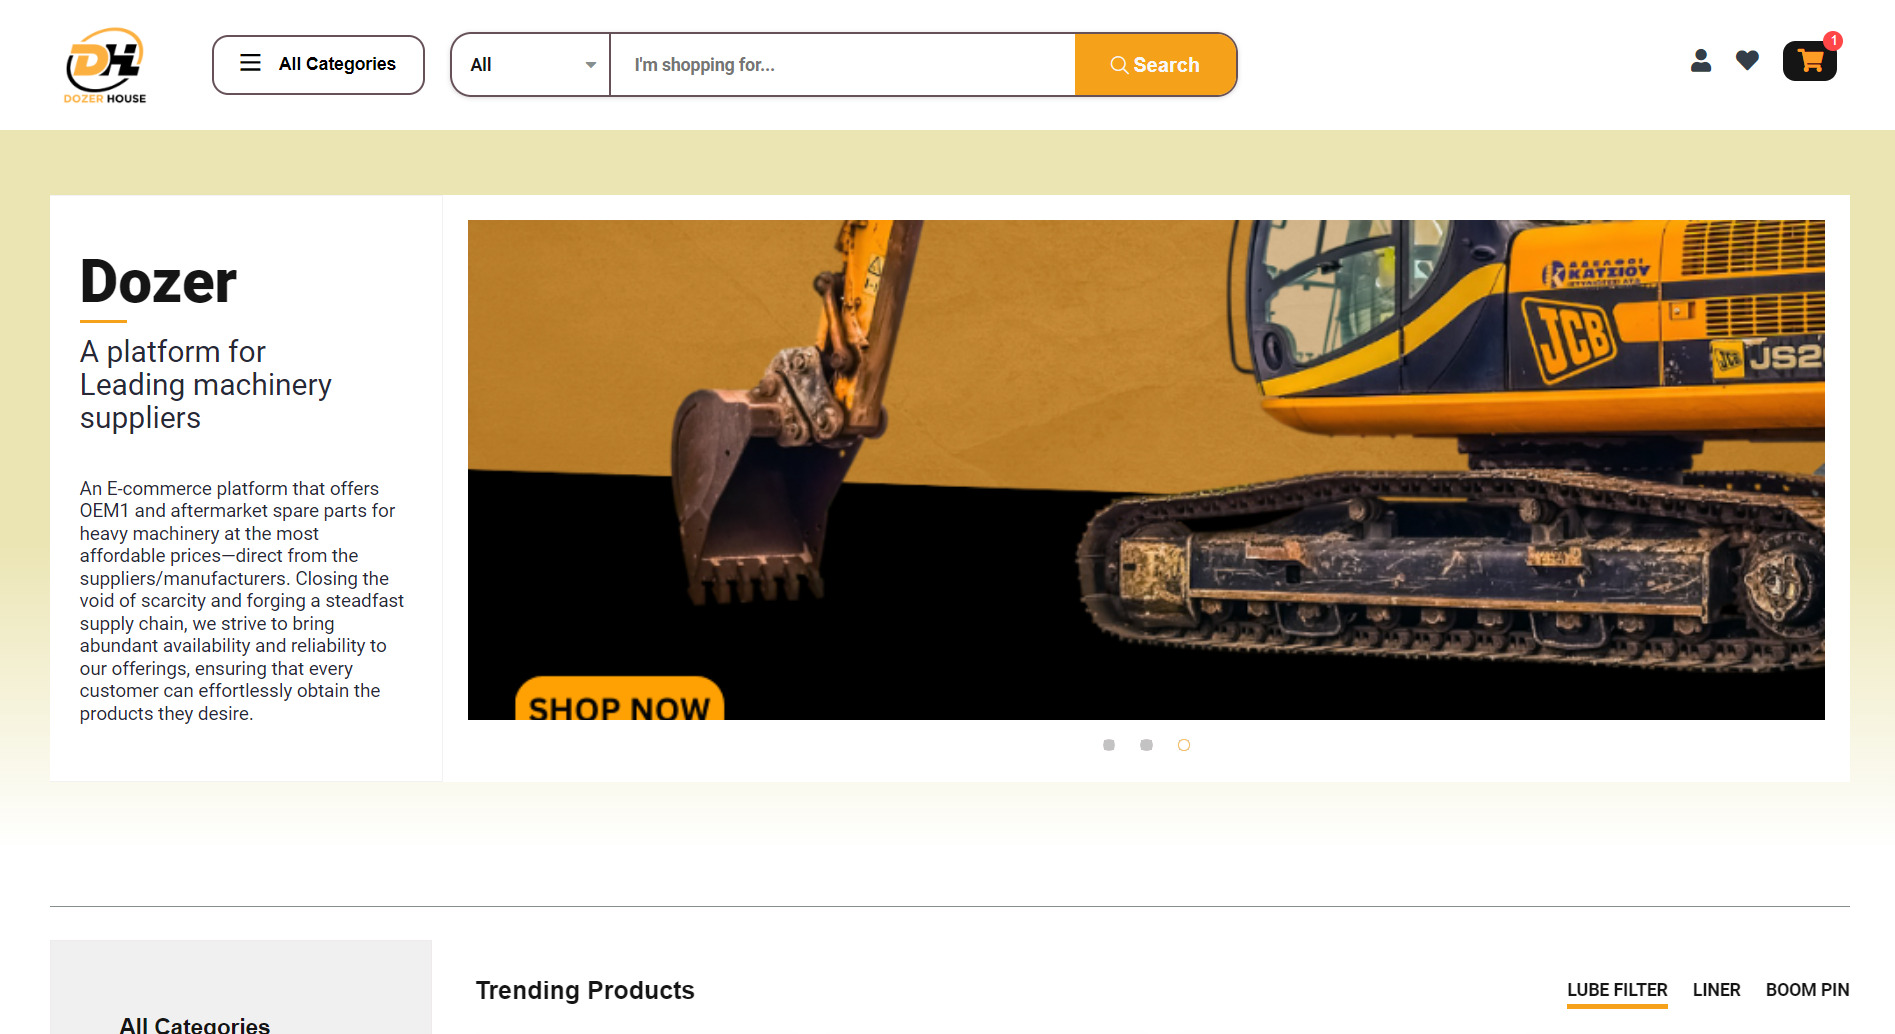 DH
DOZER HOUSE
All Categories
All
I'm shopping for...
Search
1
Dozer
A platform for
Leading machinery
suppliers
An E-commerce platform that offers
OEM1 and aftermarket spare parts for
heavy machinery at the most
affordable prices—direct from the
suppliers/manufacturers. Closing the
void of scarcity and forging a steadfast
supply chain, we strive to bring
abundant availability and reliability to
our offerings, ensuring that every
customer can effortlessly obtain the
products they desire.
ΑΔΕΛΦΟΙ
ΚΑΤΣΙΟΥ
JCB
JCB JS2
SHOP NOW
Trending Products
LUBE FILTER
LINER
BOOM PIN
All Categories